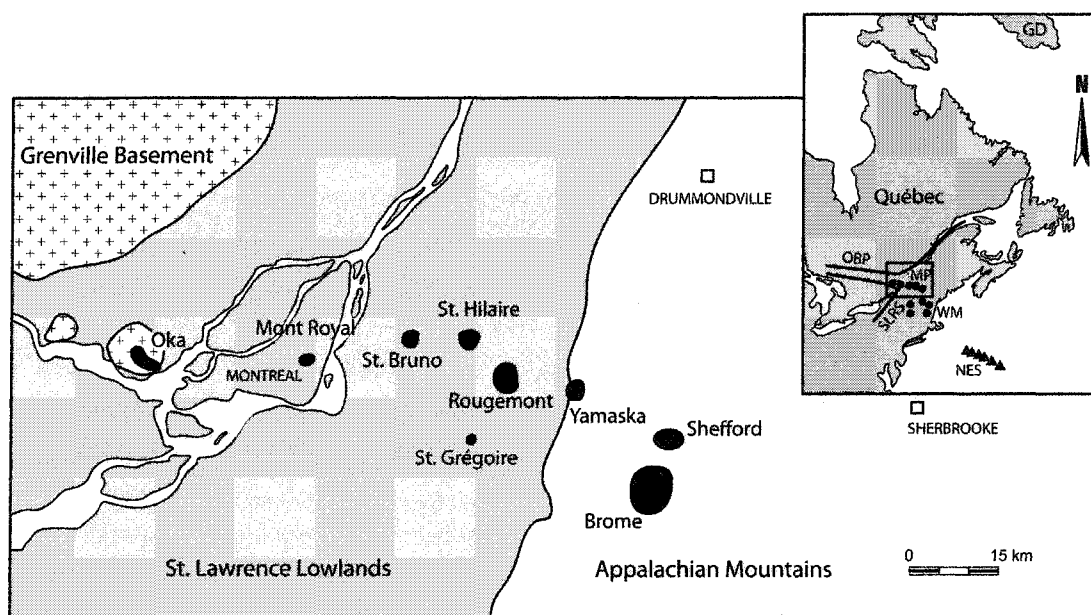 Grenville Basement
DRUMMONDVILLE
Oka
Mont Royal
MONTREAL
St. Bruno
St. Hilaire
Rougemont
St. Grégoire
Yamaska
Shefford
Brome
St. Lawrence Lowlands
Appalachian Mountains
SHERBROOKE
0 15 km
GD
N
Québec
OBP
MP
SLRS
WM
NES